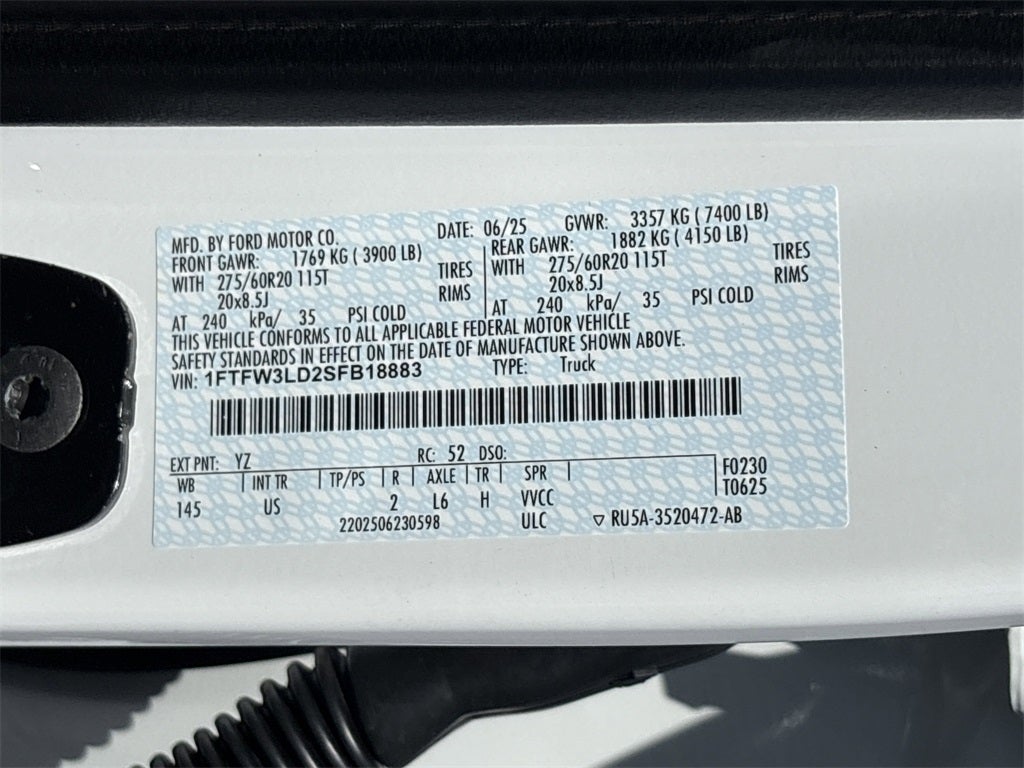 MFD. BY FORD MOTOR CO. DATE: 06/25 GVWR: 3357 KG ( 7400 LB)
FRONT GAWR: 1769 KG ( 3900 LB) REAR GAWR: 1882 KG ( 4150 LB)
WITH 275/60R20 115T TIRES WITH 275/60R20 115T TIRES
20x8.5J RIMS 20x8.5J RIMS
AT 240 kPa/ 35 PSI COLD AT 240 kPa/ 35 PSI COLD
THIS VEHICLE CONFORMS TO ALL APPLICABLE FEDERAL MOTOR VEHICLE
SAFETY STANDARDS IN EFFECT ON THE DATE OF MANUFACTURE SHOWN ABOVE.
VIN: 1FTFW3LD2SFB18883 TYPE: Truck
EXT PNT: YZ RC: 52 DSO:
WB INT TR TP/PS R AXLE TR SPR F0230
145 US 2 L6 H VVCC T0625
2202506230598 ULC ▽ RU5A-3520472-AB